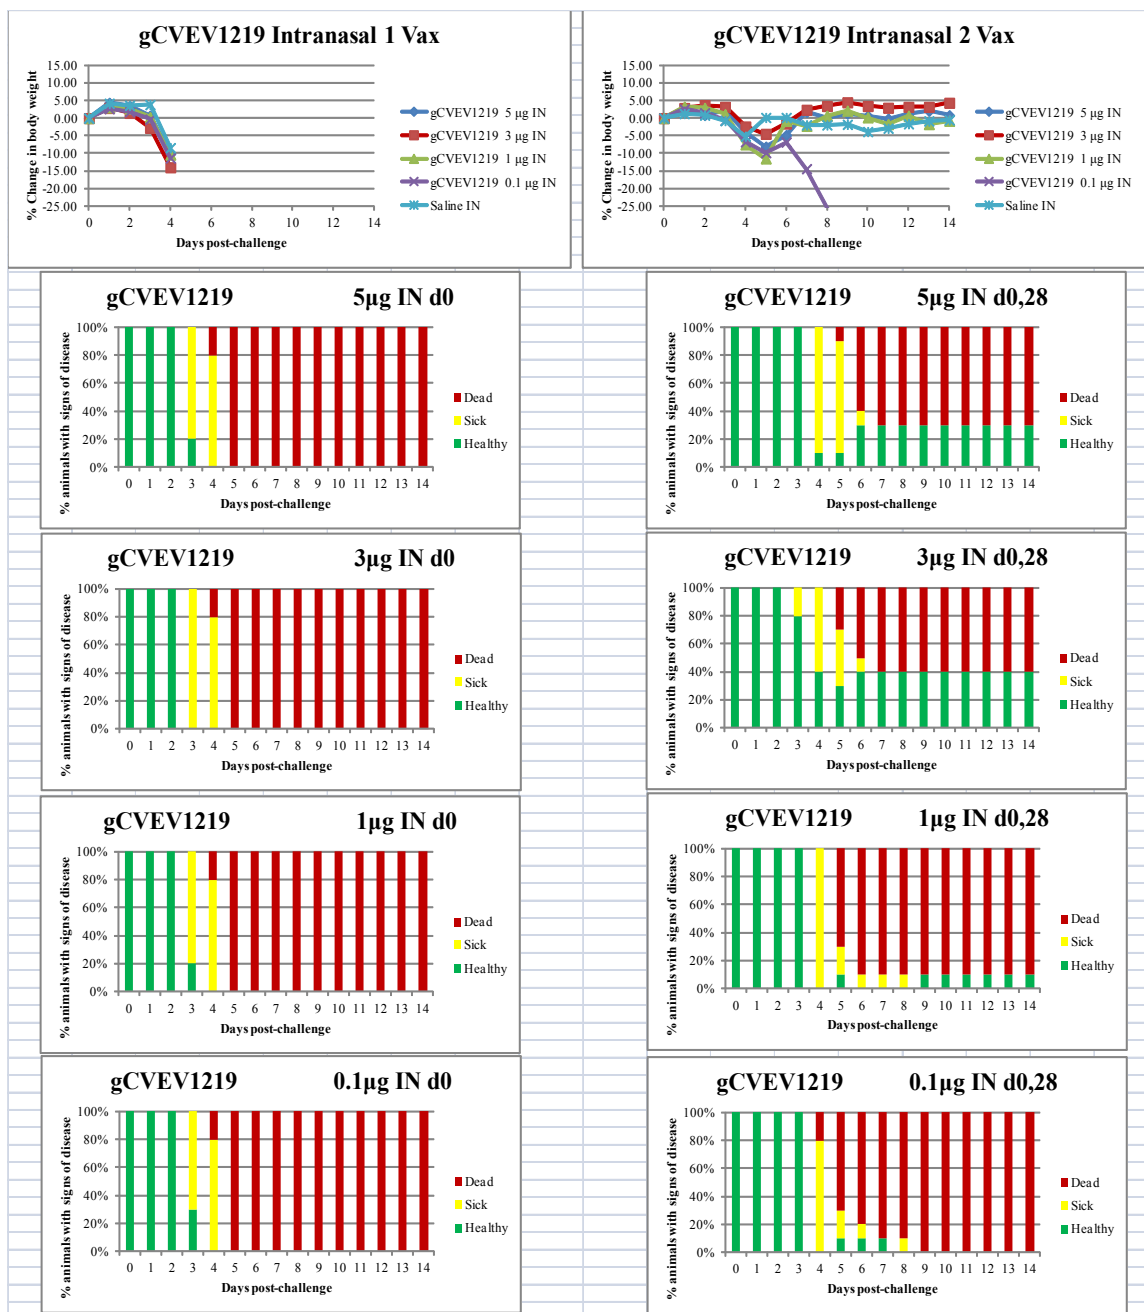 gCVEV1219 Intranasal 1 Vax
% Change in body weight
15.00
10.00
5.00
0.00
-5.00
-10.00
-15.00
-20.00
-25.00
0 2 4 6 8 10 12 14
Days post-challenge
gCVEV1219 5 µg IN
gCVEV1219 3 µg IN
gCVEV1219 1 µg IN
gCVEV1219 0.1 µg IN
Saline IN
gCVEV1219 Intranasal 2 Vax
% Change in body weight
15.00
10.00
5.00
0.00
-5.00
-10.00
-15.00
-20.00
-25.00
0 2 4 6 8 10 12 14
Days post-challenge
gCVEV1219 5 µg IN
gCVEV1219 3 µg IN
gCVEV1219 1 µg IN
gCVEV1219 0.1 µg IN
Saline IN
gCVEV1219 5µg IN d0
% animals with signs of disease
100%
80%
60%
40%
20%
0%
0 1 2 3 4 5 6 7 8 9 10 11 12 13 14
Days post-challenge
Dead
Sick
Healthy
gCVEV1219 5µg IN d0,28
% animals with signs of disease
100%
80%
60%
40%
20%
0%
0 1 2 3 4 5 6 7 8 9 10 11 12 13 14
Days post-challenge
Dead
Sick
Healthy
gCVEV1219 3µg IN d0
% animals with signs of disease
100%
80%
60%
40%
20%
0%
0 1 2 3 4 5 6 7 8 9 10 11 12 13 14
Days post-challenge
Dead
Sick
Healthy
gCVEV1219 3µg IN d0,28
% animals with signs of disease
100%
80%
60%
40%
20%
0%
0 1 2 3 4 5 6 7 8 9 10 11 12 13 14
Days post-challenge
Dead
Sick
Healthy
gCVEV1219 1µg IN d0
% animals with signs of disease
100%
80%
60%
40%
20%
0%
0 1 2 3 4 5 6 7 8 9 10 11 12 13 14
Days post-challenge
Dead
Sick
Healthy
gCVEV1219 1µg IN d0,28
% animals with signs of disease
100%
80%
60%
40%
20%
0%
0 1 2 3 4 5 6 7 8 9 10 11 12 13 14
Days post-challenge
Dead
Sick
Healthy
gCVEV1219 0.1µg IN d0
% animals with signs of disease
100%
80%
60%
40%
20%
0%
0 1 2 3 4 5 6 7 8 9 10 11 12 13 14
Days post-challenge
Dead
Sick
Healthy
gCVEV1219 0.1µg IN d0,28
% animals with signs of disease
100%
80%
60%
40%
20%
0%
0 1 2 3 4 5 6 7 8 9 10 11 12 13 14
Days post-challenge
Dead
Sick
Healthy